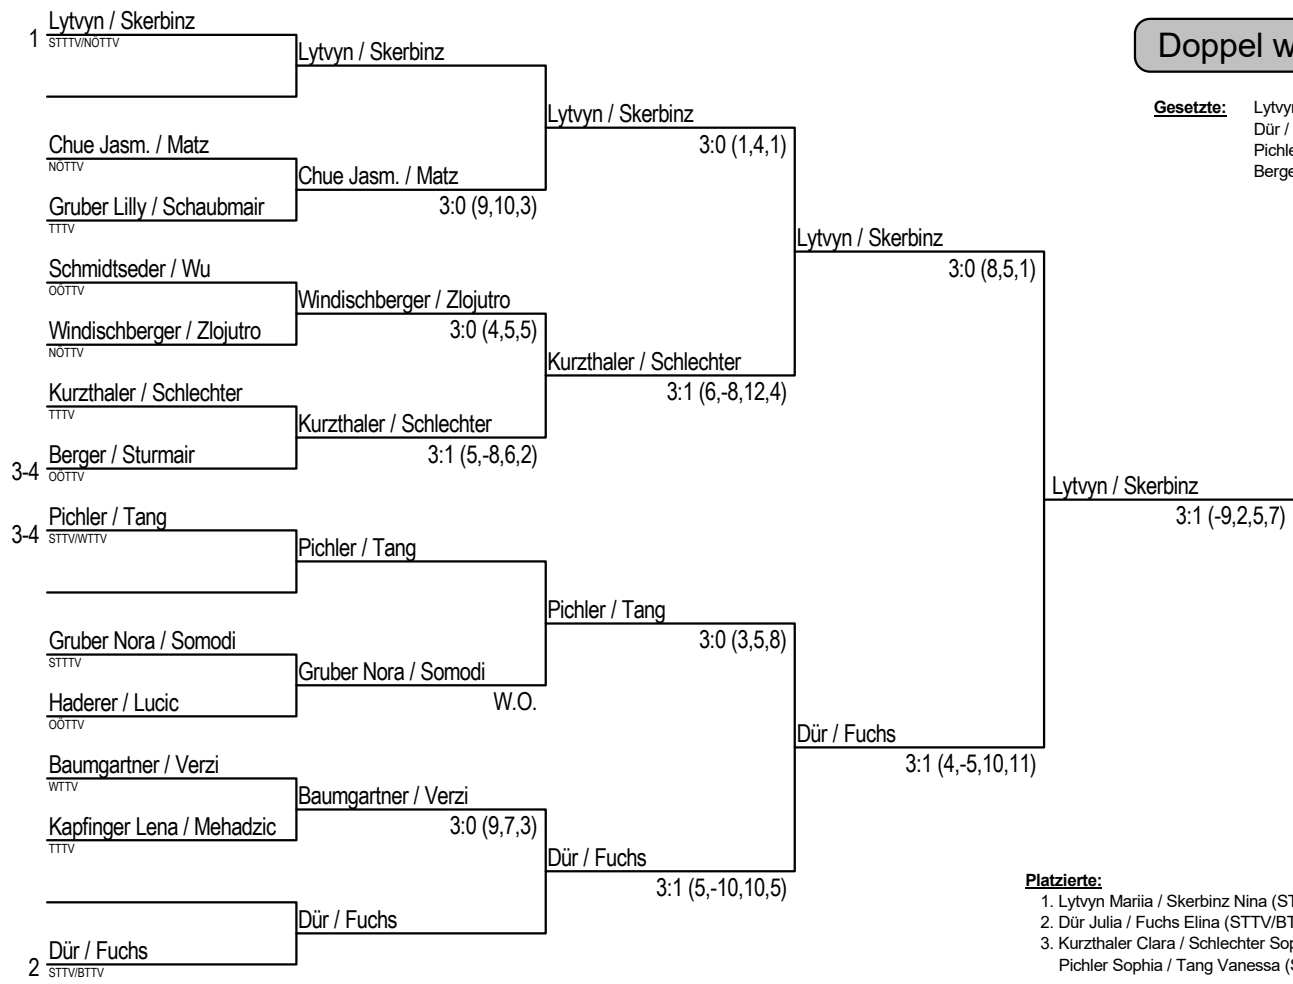 Lytvyn / Skerbinz
1
STTTV/NÖTTV
Lytvyn / Skerbinz
Doppel w
Gesetzte: Lytvyn
Dür /
Pichle
Berge
Lytvyn / Skerbinz
3:0 (1,4,1)
Chue Jasm. / Matz
NÖTTV
Chue Jasm. / Matz
3:0 (9,10,3)
Gruber Lilly / Schaubmair
TTTV
Lytvyn / Skerbinz
3:0 (8,5,1)
Schmidtseder / Wu
OÖTTV
Windischberger / Zlojutro
3:0 (4,5,5)
Windischberger / Zlojutro
NÖTTV
Kurzthaler / Schlechter
3:1 (6,-8,12,4)
Kurzthaler / Schlechter
TTTV
Kurzthaler / Schlechter
3:1 (5,-8,6,2)
Berger / Sturmair
3-4
OÖTTV
Lytvyn / Skerbinz
3:1 (-9,2,5,7)
Pichler / Tang
3-4
STTV/WTTV
Pichler / Tang
Pichler / Tang
3:0 (3,5,8)
Gruber Nora / Somodi
STTTV
Gruber Nora / Somodi
W.O.
Haderer / Lucic
OÖTTV
Dür / Fuchs
3:1 (4,-5,10,11)
Baumgartner / Verzi
WTTV
Baumgartner / Verzi
3:0 (9,7,3)
Kapfinger Lena / Mehadzic
TTTV
Dür / Fuchs
3:1 (5,-10,10,5)
Dür / Fuchs
Dür / Fuchs
2
STTV/BTTV
Platzierte:
1. Lytvyn Mariia / Skerbinz Nina (ST
2. Dür Julia / Fuchs Elina (STTV/BT
3. Kurzthaler Clara / Schlechter Sop
Pichler Sophia / Tang Vanessa (S